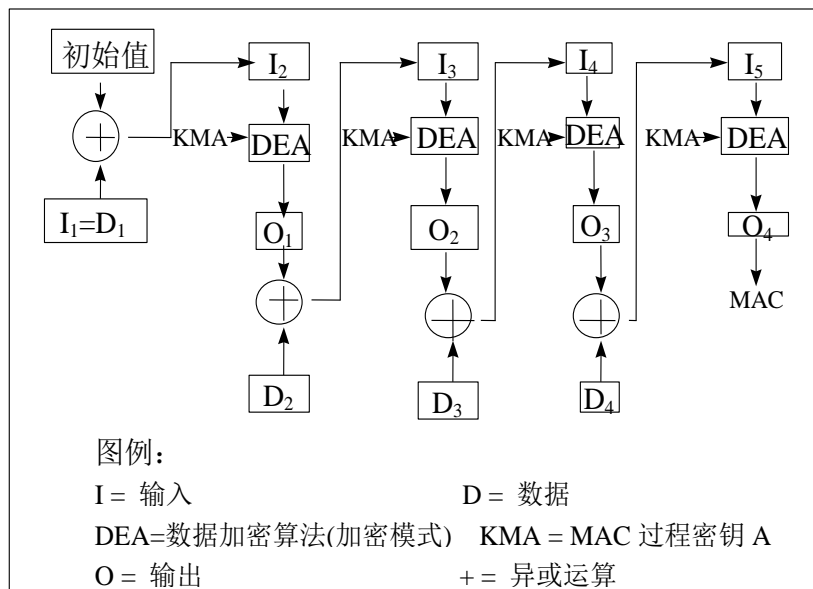 初始值 I₂ I₃ I₄ I₅
+ KMA DEA KMA DEA KMA DEA KMA DEA
I₁=D₁ O₁ O₂ O₃ O₄
+ + + MAC
D₂ D₃ D₄
图例：
I = 输入 D = 数据
DEA=数据加密算法(加密模式) KMA = MAC 过程密钥 A
O = 输出 + = 异或运算